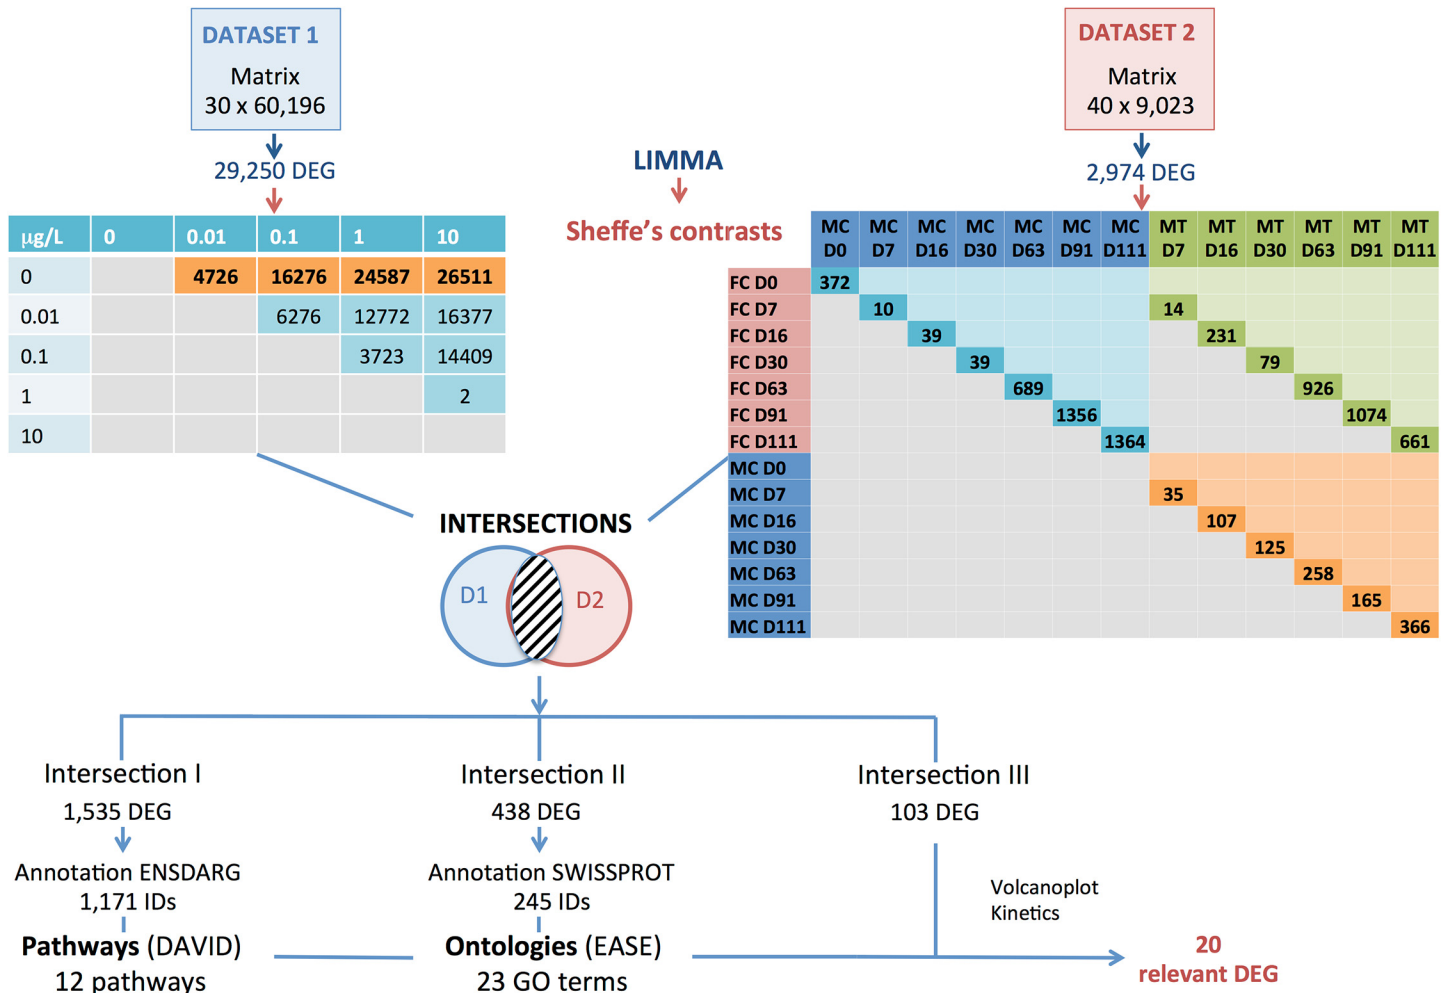 DATASET 1
Matrix
30 x 60,196
29,250 DEG
DATASET 2
Matrix
40 x 9,023
2,974 DEG
LIMMA
Sheffe's contrasts
µg/L 0 0.01 0.1 1 10
0 4726 16276 24587 26511
0.01 6276 12772 16377
0.1 3723 14409
1 2
10
MC MC MC MC MC MC MC MT MT MT MT MT MT
D0 D7 D16 D30 D63 D91 D111 D7 D16 D30 D63 D91 D111
FC D0 372
FC D7 10 14
FC D16 39 231
FC D30 39 79
FC D63 689 926
FC D91 1356 1074
FC D111 1364 661
MC D0
MC D7 35
MC D16 107
MC D30 125
MC D63 258
MC D91 165
MC D111 366
INTERSECTIONS
D1 D2
Intersection I
1,535 DEG
Annotation ENSDARG
1,171 IDs
Pathways (DAVID)
12 pathways
Intersection II
438 DEG
Annotation SWISSPROT
245 IDs
Ontologies (EASE)
23 GO terms
Intersection III
103 DEG
Volcanoplot
Kinetics
20
relevant DEG